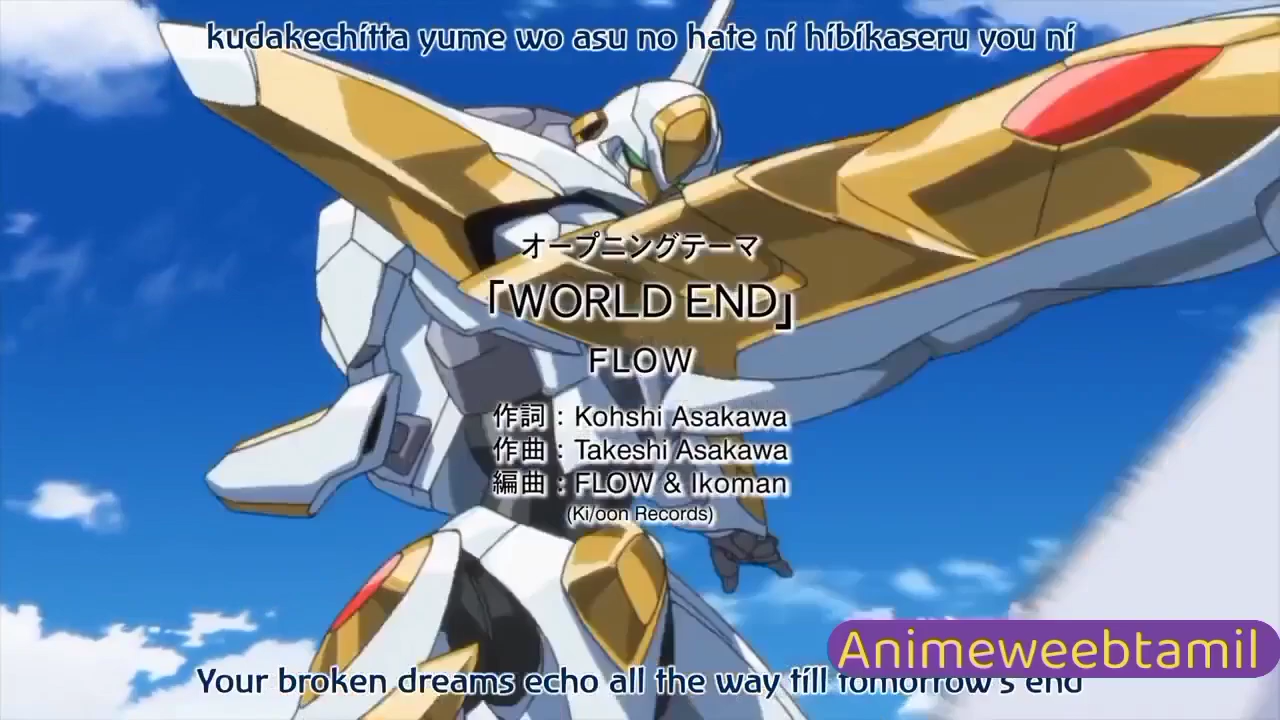 kudakechítta yume wo asu no hate ní híbíkaseru you ní
オープニングテーマ
「WORLD END」
FLOW
作詞 : Kohshi Asakawa
作曲 : Takeshi Asakawa
編曲 : FLOW & Ikoman
(Ki/oon Records)
Animeweebtamil
Your broken dreams echo all the way tíll tomorrow's end